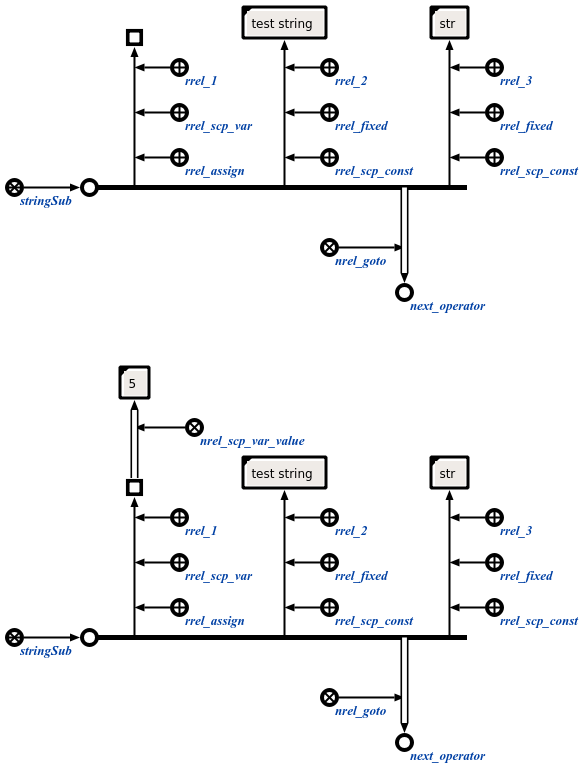 test string
str
rrel_1
rrel_2
rrel_3
rrel_scp_var
rrel_fixed
rrel_fixed
rrel_assign
rrel_scp_const
rrel_scp_const
stringSub
nrel_goto
next_operator
5
nrel_scp_var_value
test string
str
rrel_1
rrel_2
rrel_3
rrel_scp_var
rrel_fixed
rrel_fixed
rrel_assign
rrel_scp_const
rrel_scp_const
stringSub
nrel_goto
next_operator